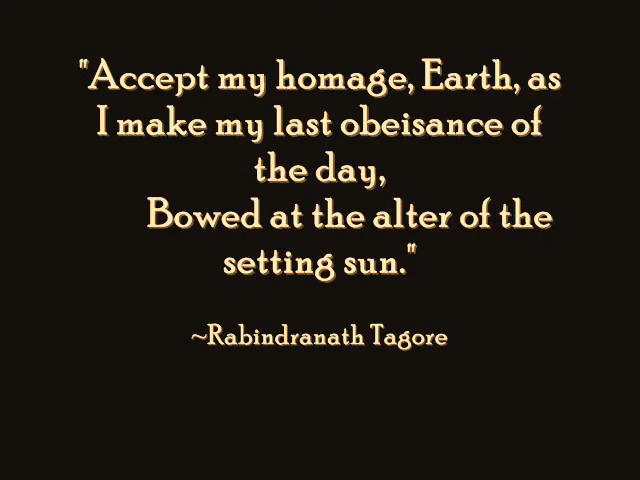 "Accept my homage, Earth, as
I make my last obeisance of
the day,
Bowed at the alter of the
setting sun."
~Rabindranath Tagore